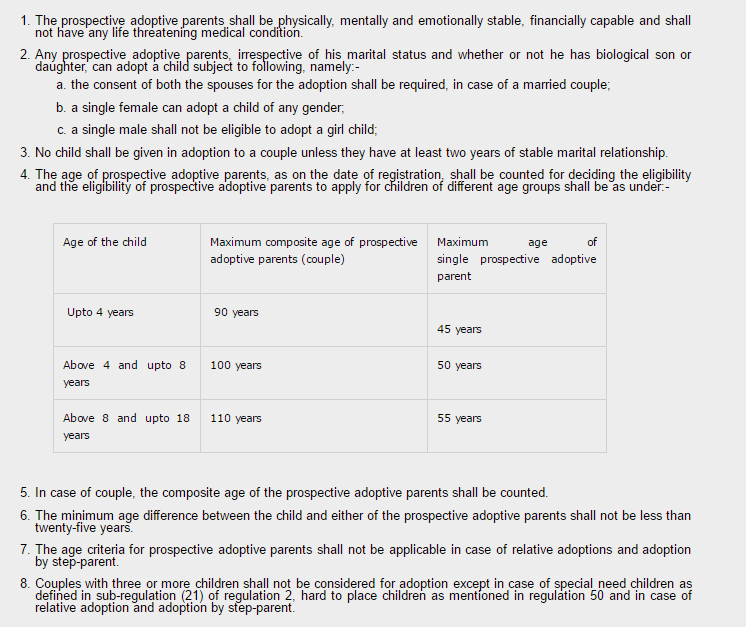 1. The prospective adoptive parents shall be physically, mentally and emotionally stable, financially capable and shall
not have any life threatening medical condition.
2. Any prospective adoptive parents, irrespective of his marital status and whether or not he has biological son or
daughter, can adopt a child subject to following, namely:-
a. the consent of both the spouses for the adoption shall be required, in case of a married couple;
b. a single female can adopt a child of any gender;
c. a single male shall not be eligible to adopt a girl child;
3. No child shall be given in adoption to a couple unless they have at least two years of stable marital relationship.
4. The age of prospective adoptive parents, as on the date of registration, shall be counted for deciding the eligibility
and the eligibility of prospective adoptive parents to apply for children of different age groups shall be as under:-
Age of the child
Maximum composite age of prospective
adoptive parents (couple)
Maximum age of
single prospective adoptive
parent
Upto 4 years
90 years
45 years
Above 4 and upto 8
years
100 years
50 years
Above 8 and upto 18
years
110 years
55 years
5. In case of couple, the composite age of the prospective adoptive parents shall be counted.
6. The minimum age difference between the child and either of the prospective adoptive parents shall not be less than
twenty-five years.
7. The age criteria for prospective adoptive parents shall not be applicable in case of relative adoptions and adoption
by step-parent.
8. Couples with three or more children shall not be considered for adoption except in case of special need children as
defined in sub-regulation (21) of regulation 2, hard to place children as mentioned in regulation 50 and in case of
relative adoption and adoption by step-parent.